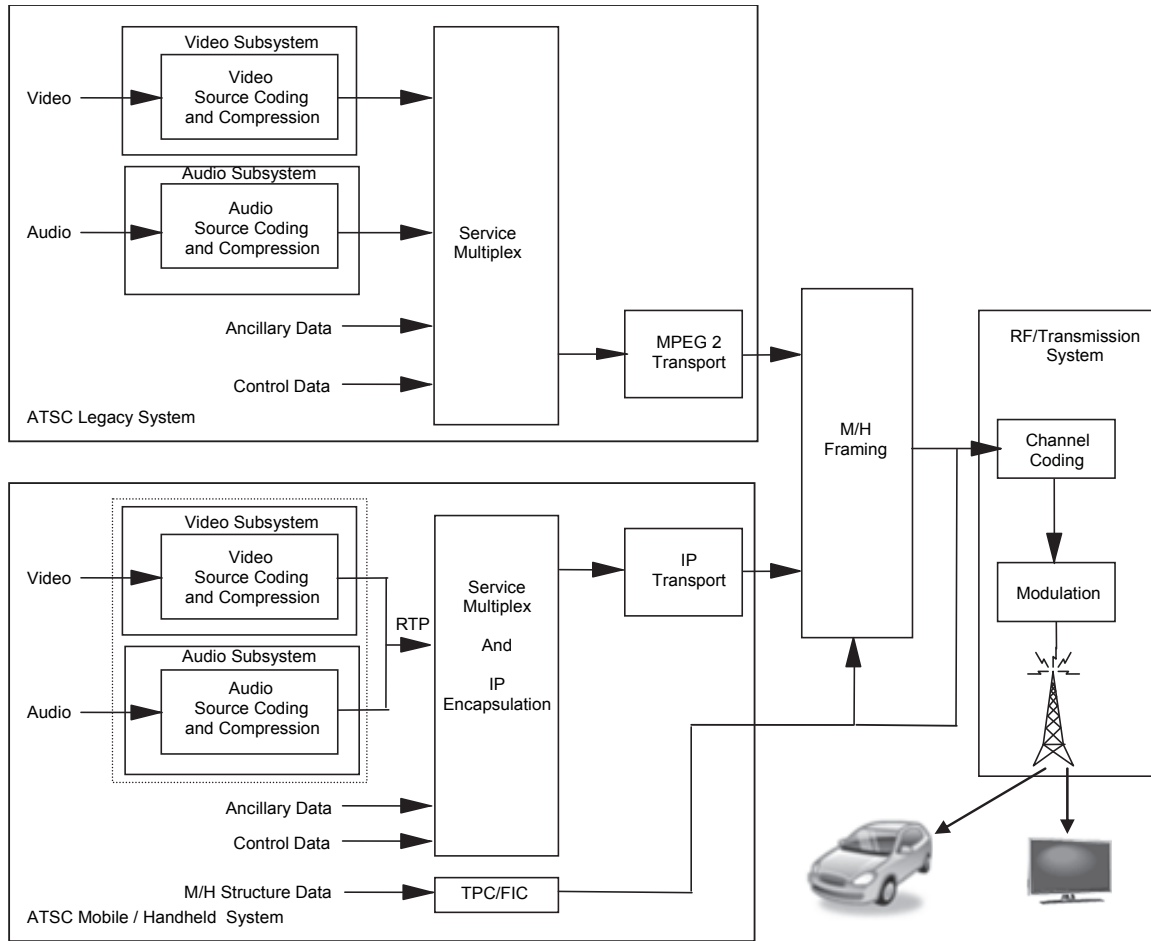 Video Subsystem
Video
Video
Source Coding
and Compression
Audio Subsystem
Audio
Audio
Source Coding
and Compression
Service
Multiplex
Ancillary Data
Control Data
MPEG 2
Transport
ATSC Legacy System
M/H
Framing
RF/Transmission
System
Channel
Coding
Modulation
Video Subsystem
Video
Video
Source Coding
and Compression
RTP
Audio Subsystem
Audio
Audio
Source Coding
and Compression
Service
Multiplex
And
IP
Encapsulation
IP
Transport
Ancillary Data
Control Data
M/H Structure Data
TPC/FIC
ATSC Mobile / Handheld System